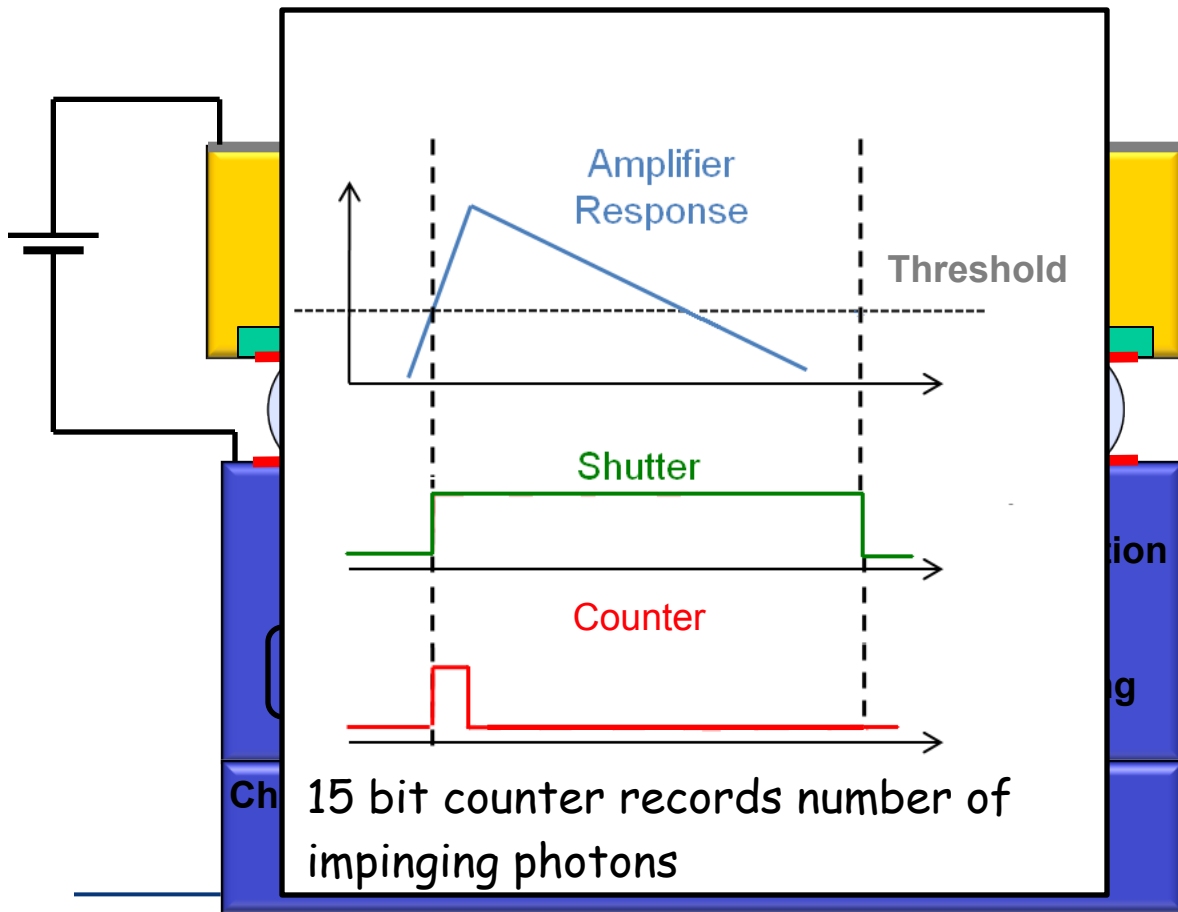 Amplifier
Response
Threshold
Shutter
Counter
15 bit counter records number of
impinging photons